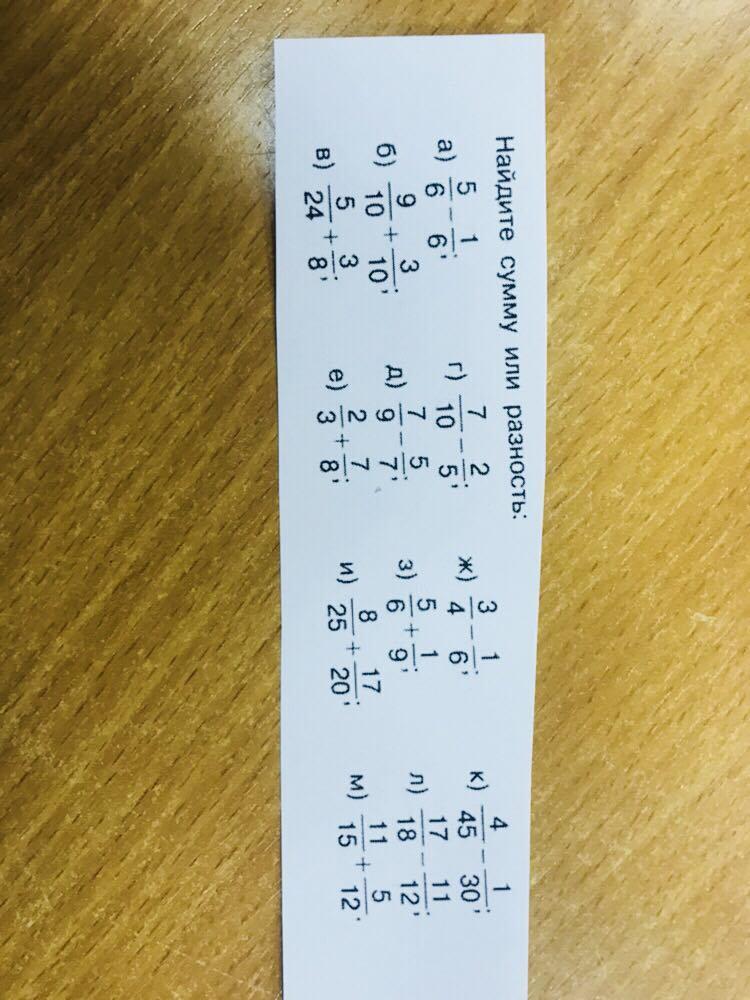 Найдите сумму или разность:
а) 5/6 − 1/6; г) 7/10 − 2/5; ж) 3/4 − 1/6; к) 4/45 − 1/30;
б) 9/10 + 3/10; д) 7/9 − 5/7; з) 5/6 + 1/9; л) 17/18 − 11/12;
в) 5/24 + 3/8; е) 2/3 + 7/8; и) 8/25 + 17/20; м) 11/15 + 5/12.